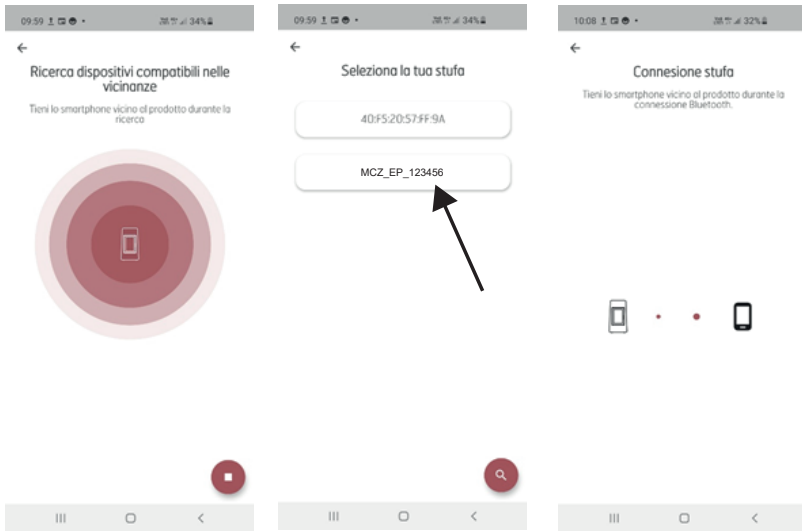 09:59
34%
Ricerca dispositivi compatibili nelle
vicinanze
Tieni lo smartphone vicino al prodotto durante la
ricerca
09:59
34%
Seleziona la tua stufa
40:F5:20:57:FF:9A
MCZ_EP_123456
10:08
32%
Connesione stufa
Tieni lo smartphone vicino al prodotto durante la
connessione Bluetooth.